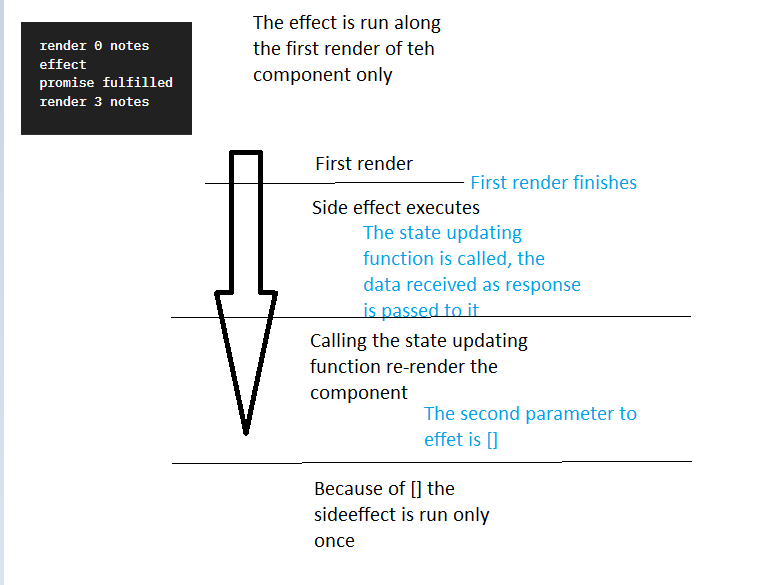 render 0 notes
effect
promise fulfilled
render 3 notes
The effect is run along
the first render of teh
component only
First render
First render finishes
Side effect executes
The state updating
function is called, the
data received as response
is passed to it
Calling the state updating
function re-render the
component
The second parameter to
effet is []
Because of [] the
sideeffect is run only
once